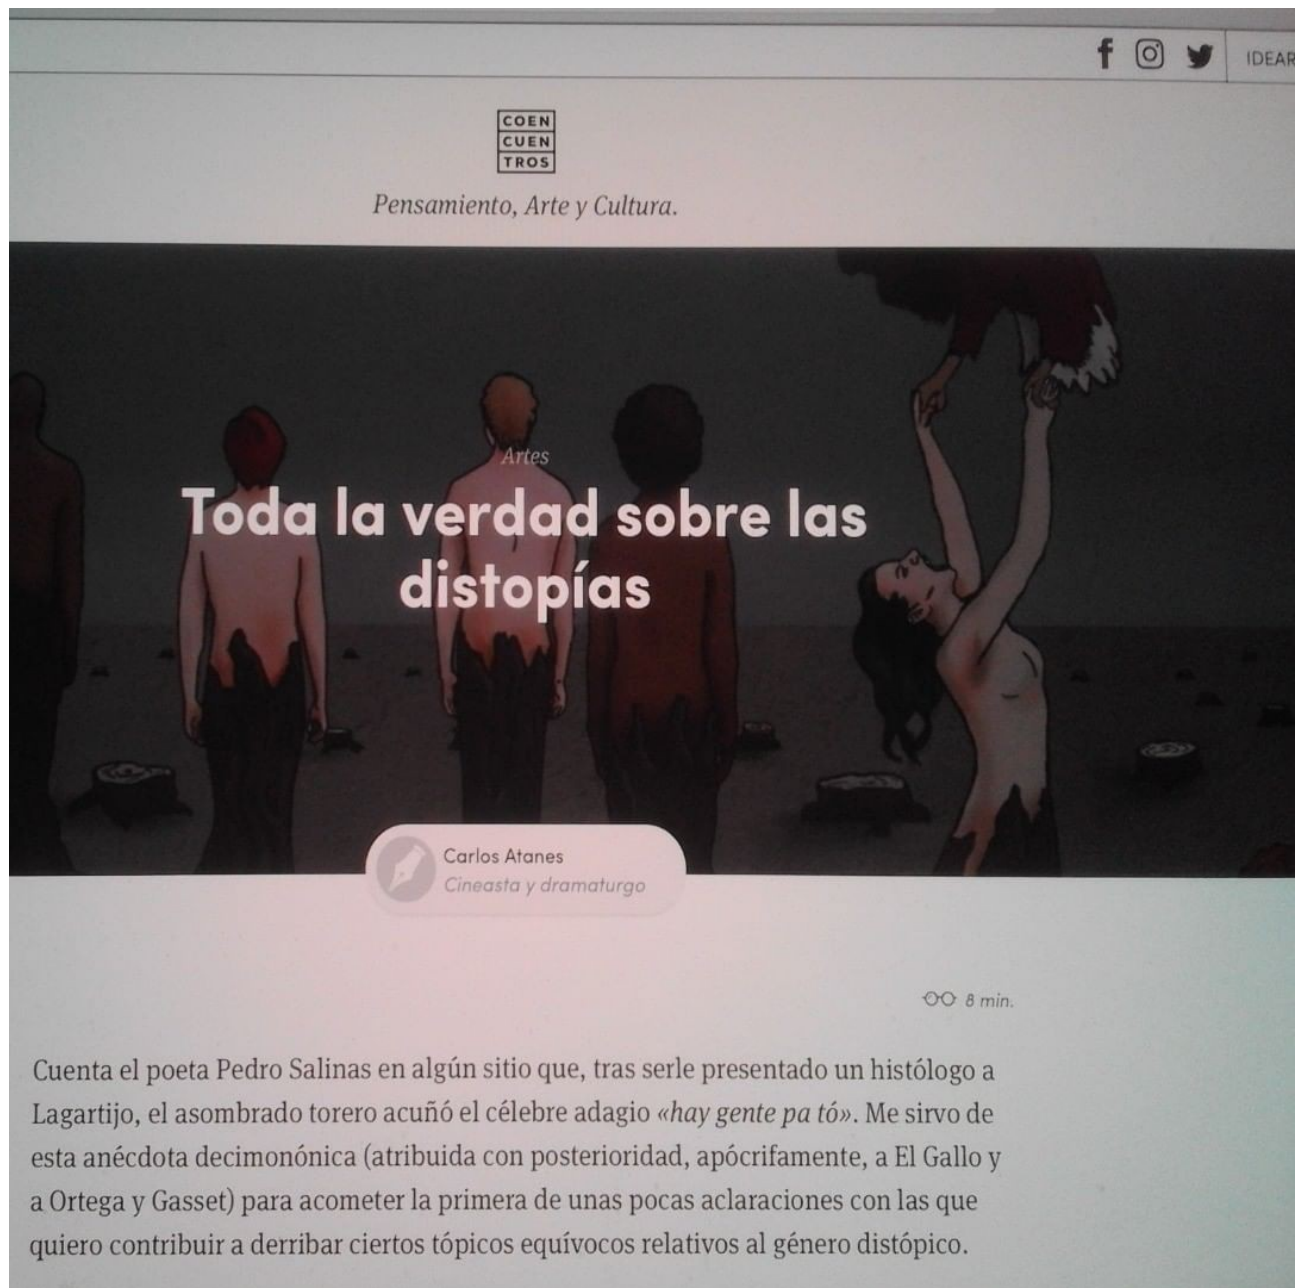 IDEAR
COEN
CUEN
TROS
Pensamiento, Arte y Cultura.
Artes
Toda la verdad sobre las
distopías
Carlos Atanes
Cineasta y dramaturgo
8 min.
Cuenta el poeta Pedro Salinas en algún sitio que, tras serle presentado un histólogo a
Lagartijo, el asombrado torero acuñó el célebre adagio «hay gente pa tó». Me sirvo de
esta anécdota decimonónica (atribuida con posterioridad, apócrifamente, a El Gallo y
a Ortega y Gasset) para acometer la primera de unas pocas aclaraciones con las que
quiero contribuir a derribar ciertos tópicos equívocos relativos al género distópico.